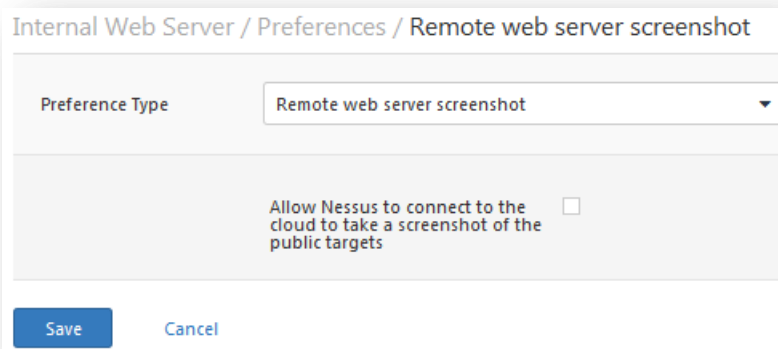 Internal Web Server / Preferences / Remote web server screenshot
Preference Type
Remote web server screenshot
Allow Nessus to connect to the
cloud to take a screenshot of the
public targets
Save
Cancel